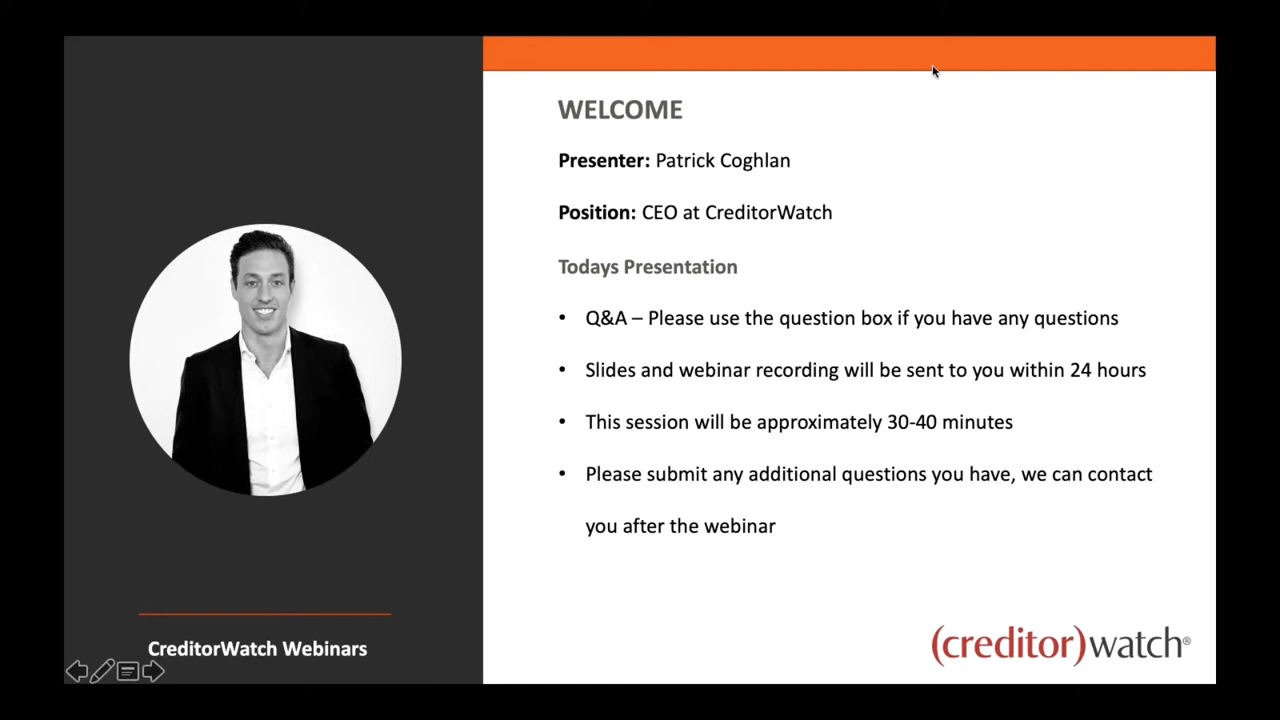 WELCOME
Presenter: Patrick Coghlan
Position: CEO at CreditorWatch
Todays Presentation
• Q&A – Please use the question box if you have any questions
• Slides and webinar recording will be sent to you within 24 hours
• This session will be approximately 30-40 minutes
• Please submit any additional questions you have, we can contact
you after the webinar
CreditorWatch Webinars
(creditor)watch®